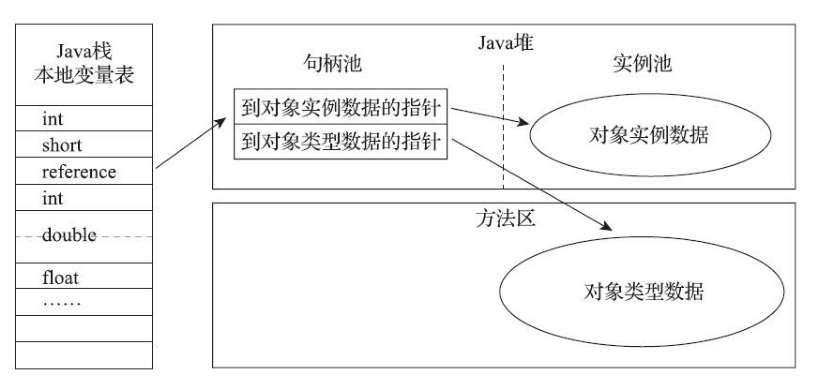 Java栈
本地变量表
int
short
reference
int
double
float
……
Java堆
句柄池
实例池
到对象实例数据的指针
到对象类型数据的指针
对象实例数据
方法区
对象类型数据